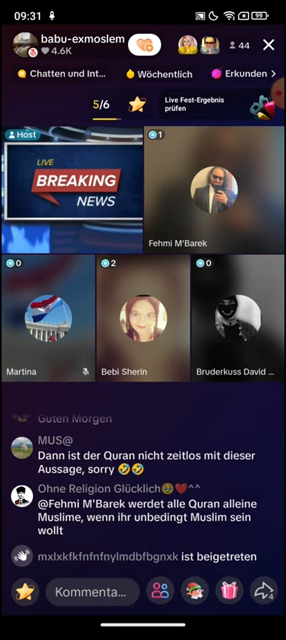 09:31
99
babu-exmoslem
4.6K
44
Chatten und Int...
Wöchentlich
Erkunden
5/6
Live Fest-Ergebnis
prüfen
Host
1
LIVE
BREAKING
NEWS
Fehmi M'Barek
0
2
0
Martina
Bebi Sherin
Bruderkuss David ...
Guten Morgen
MUS@
Dann ist der Quran nicht zeitlos mit dieser
Aussage, sorry 🤣🤣
Ohne Religion Glücklich🥹❤️^^
@Fehmi M'Barek werdet alle Quran alleine
Muslime, wenn ihr unbedingt Muslim sein
wollt
mxlxkfkfnfnfnylmdbfbgnxk ist beigetreten
Kommenta...
4